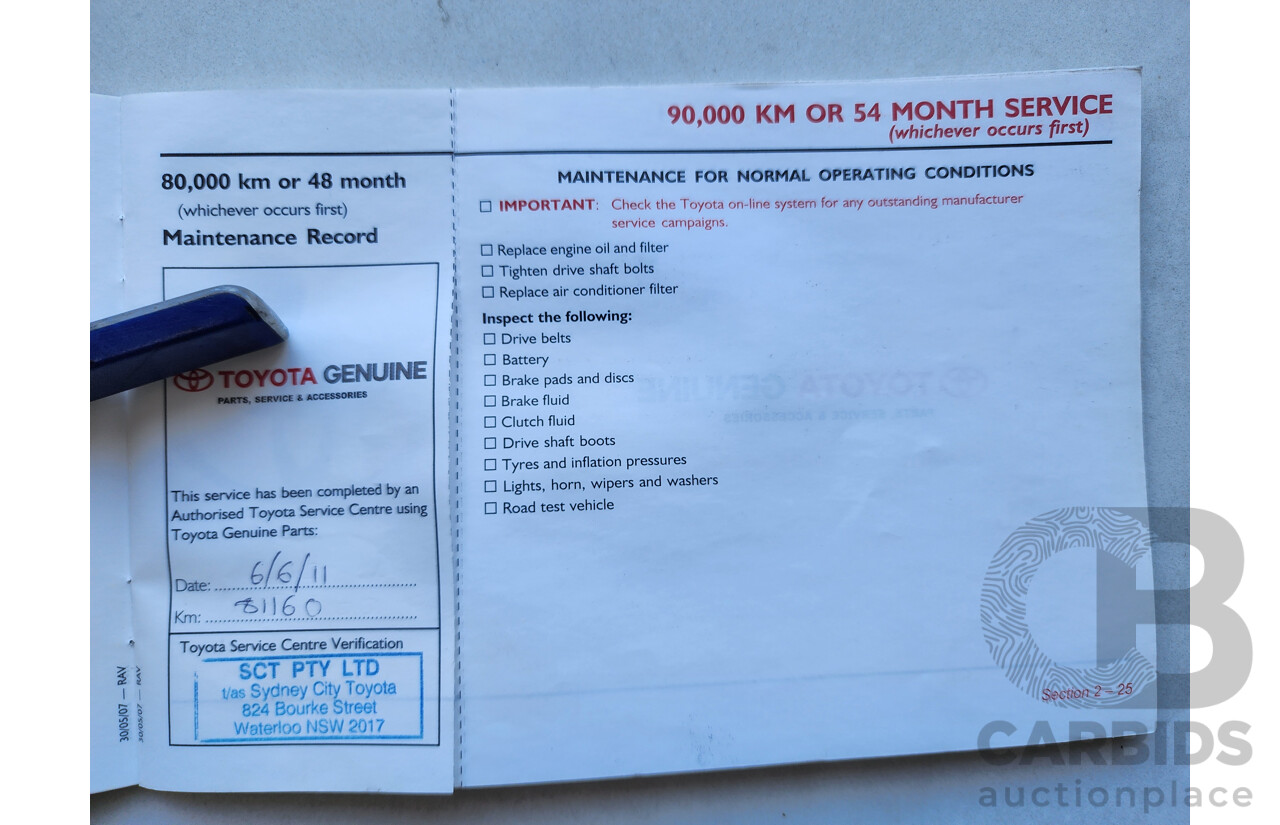 80,000 km or 48 month
(whichever occurs first)
Maintenance Record
TOYOTA GENUINE
PARTS, SERVICE & ACCESSORIES
This service has been completed by an
Authorised Toyota Service Centre using
Toyota Genuine Parts:
Date: 6/6/11
Km: 81160
Toyota Service Centre Verification
SCT PTY LTD
t/as Sydney City Toyota
824 Bourke Street
Waterloo NSW 2017
30/05/07 — RAV
30/05/07 — RAV
90,000 KM OR 54 MONTH SERVICE
(whichever occurs first)
MAINTENANCE FOR NORMAL OPERATING CONDITIONS
☐ IMPORTANT: Check the Toyota on-line system for any outstanding manufacturer
service campaigns.
☐ Replace engine oil and filter
☐ Tighten drive shaft bolts
☐ Replace air conditioner filter
Inspect the following:
☐ Drive belts
☐ Battery
☐ Brake pads and discs
☐ Brake fluid
☐ Clutch fluid
☐ Drive shaft boots
☐ Tyres and inflation pressures
☐ Lights, horn, wipers and washers
☐ Road test vehicle
Section 2 – 25
CB
CARBIDS
auctionplace